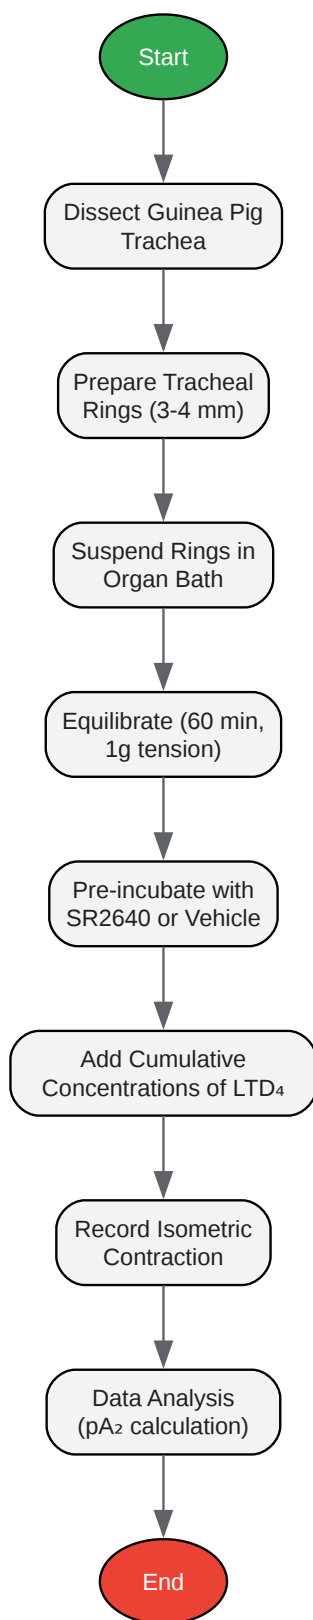 Start
Dissect Guinea Pig
Trachea
Prepare Tracheal
Rings (3-4 mm)
Suspend Rings in
Organ Bath
Equilibrate (60 min,
1g tension)
Pre-incubate with
SR2640 or Vehicle
Add Cumulative
Concentrations of LTD₄
Record Isometric
Contraction
Data Analysis
(pA₂ calculation)
End